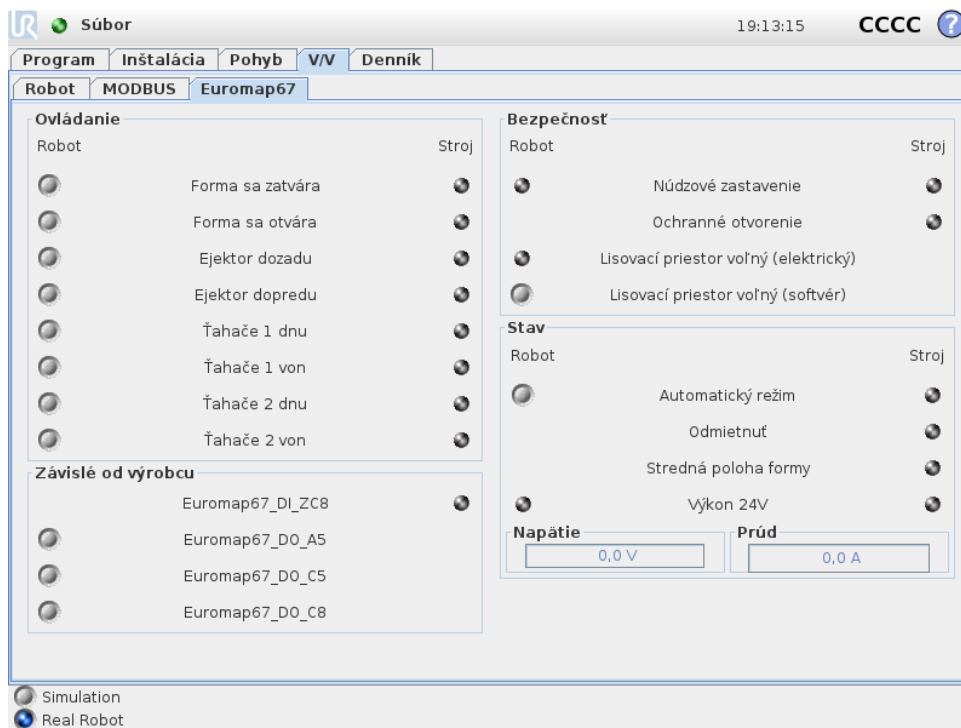 UR Súbor 19:13:15 CCCC ?
Program Inštalácia Pohyb V/V Denník
Robot MODBUS Euromap67
Ovládanie
Robot Stroj
Forma sa zatvára
Forma sa otvára
Ejektor dozadu
Ejektor dopredu
Ťahače 1 dnu
Ťahače 1 von
Ťahače 2 dnu
Ťahače 2 von
Závislé od výrobcu
Euromap67_DI_ZC8
Euromap67_DO_A5
Euromap67_DO_C5
Euromap67_DO_C8
Bezpečnosť
Robot Stroj
Núdzové zastavenie
Ochranné otvorenie
Lisovací priestor voľný (elektrický)
Lisovací priestor voľný (softvér)
Stav
Robot Stroj
Automatický režim
Odmietnuť
Stredná poloha formy
Výkon 24V
Napätie Prúd
0,0 V 0,0 A
Simulation
Real Robot